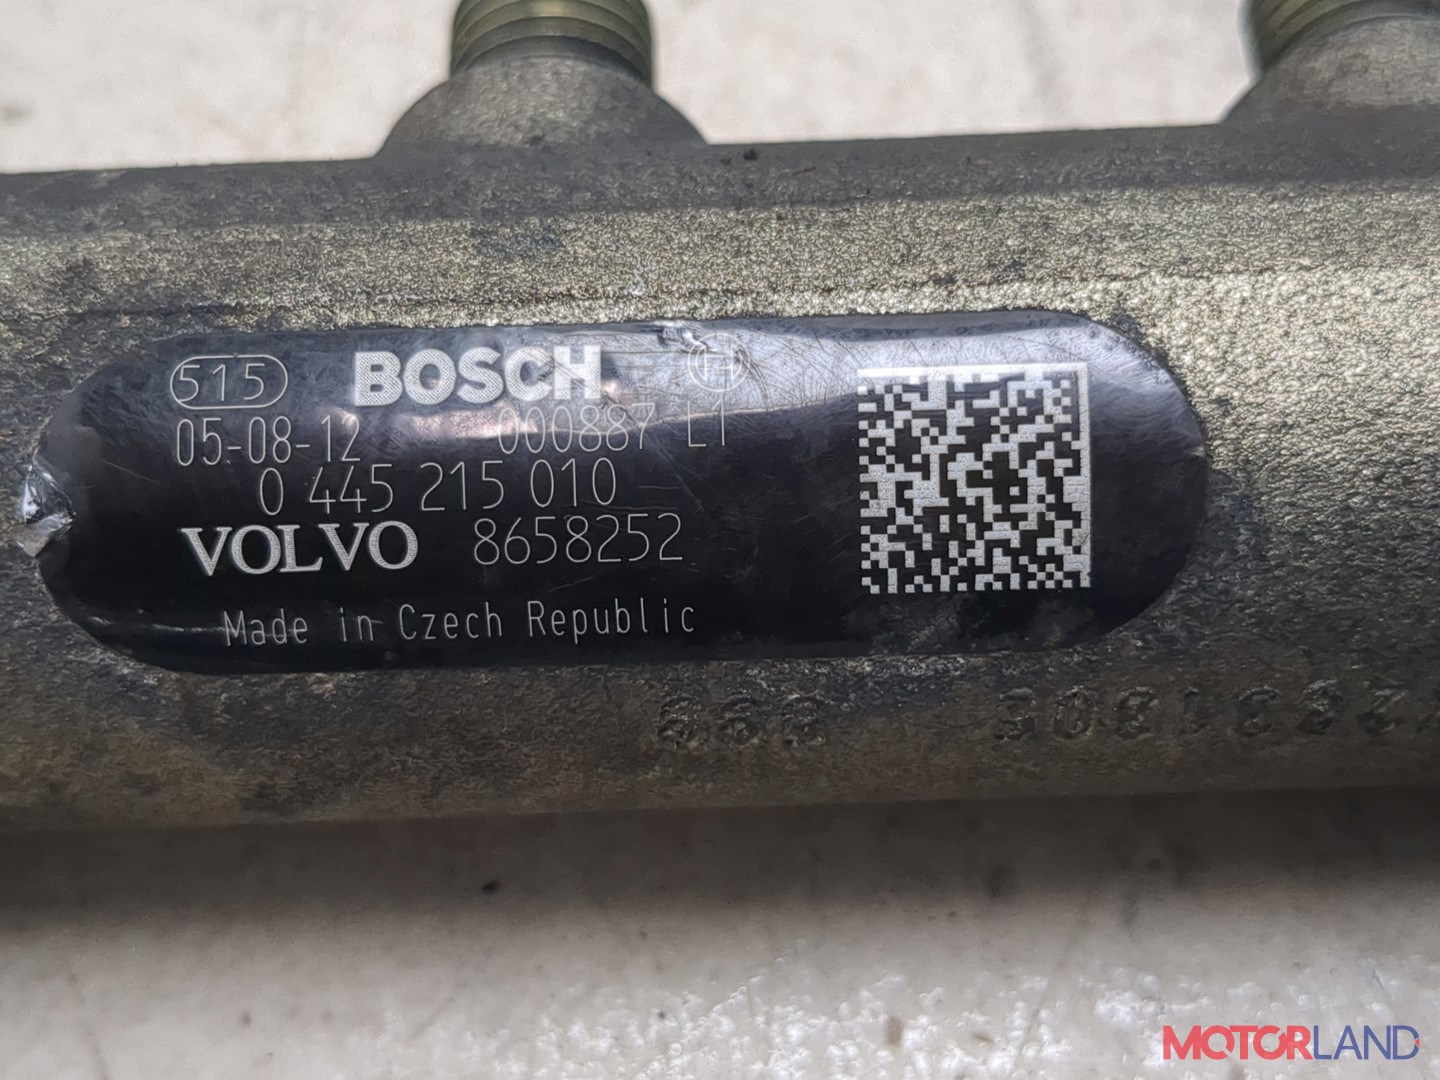 515 BOSCH H
05-08-12 000887 L1
0 445 215 010
VOLVO 8658252
Made in Czech Republic
MOTORLAND